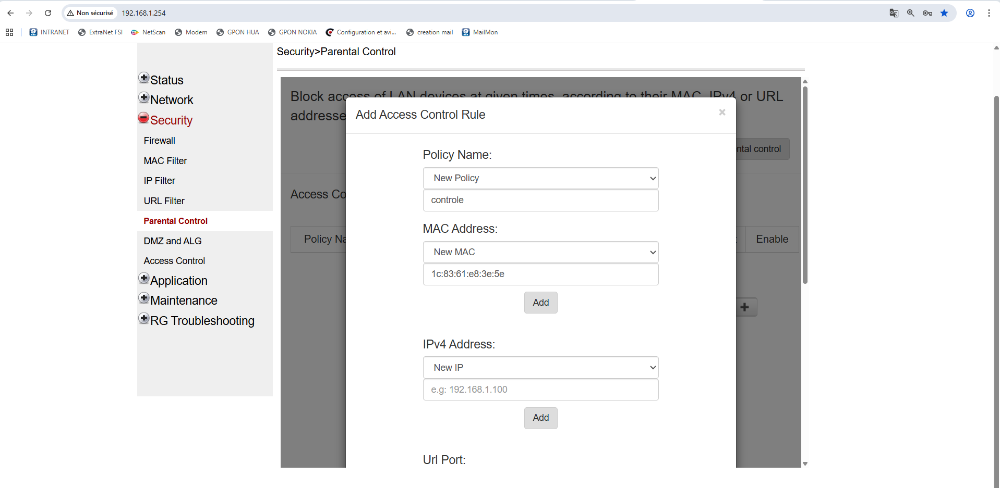 Non sécurisé 192.168.1.254
INTRANET ExtraNet FSI NetScan Modem GPON HUA GPON NOKIA Configuration et avi... creation mail MailMon
Security>Parental Control
Status
Network
Security
Firewall
MAC Filter
IP Filter
URL Filter
Parental Control
DMZ and ALG
Access Control
Application
Maintenance
RG Troubleshooting
Block access of LAN devices at given times, according to their MAC, IPv4 or URL
addresse
ntal control
Access Co
Policy Na
Enable
Add Access Control Rule ×
Policy Name:
New Policy
controle
MAC Address:
New MAC
1c:83:61:e8:3e:5e
Add
IPv4 Address:
New IP
e.g: 192.168.1.100
Add
Url Port: